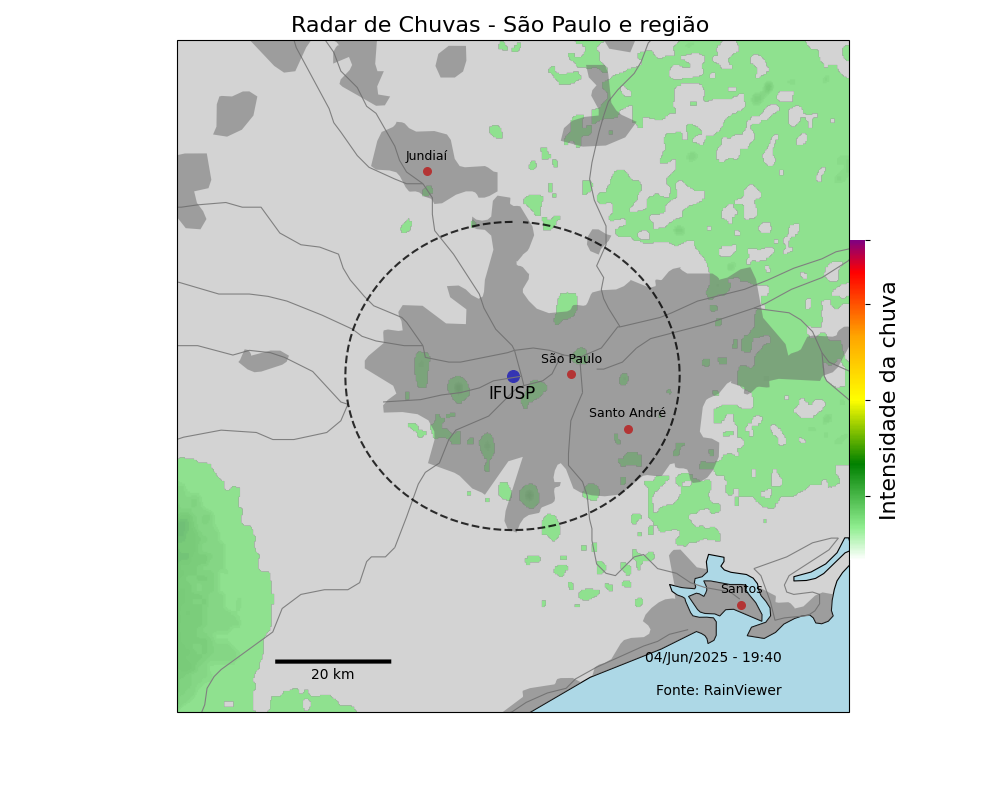 Radar de Chuvas - São Paulo e região
Jundiaí
São Paulo
IFUSP
Santo André
Intensidade da chuva
Santos
04/Jun/2025 - 19:40
20 km
Fonte: RainViewer